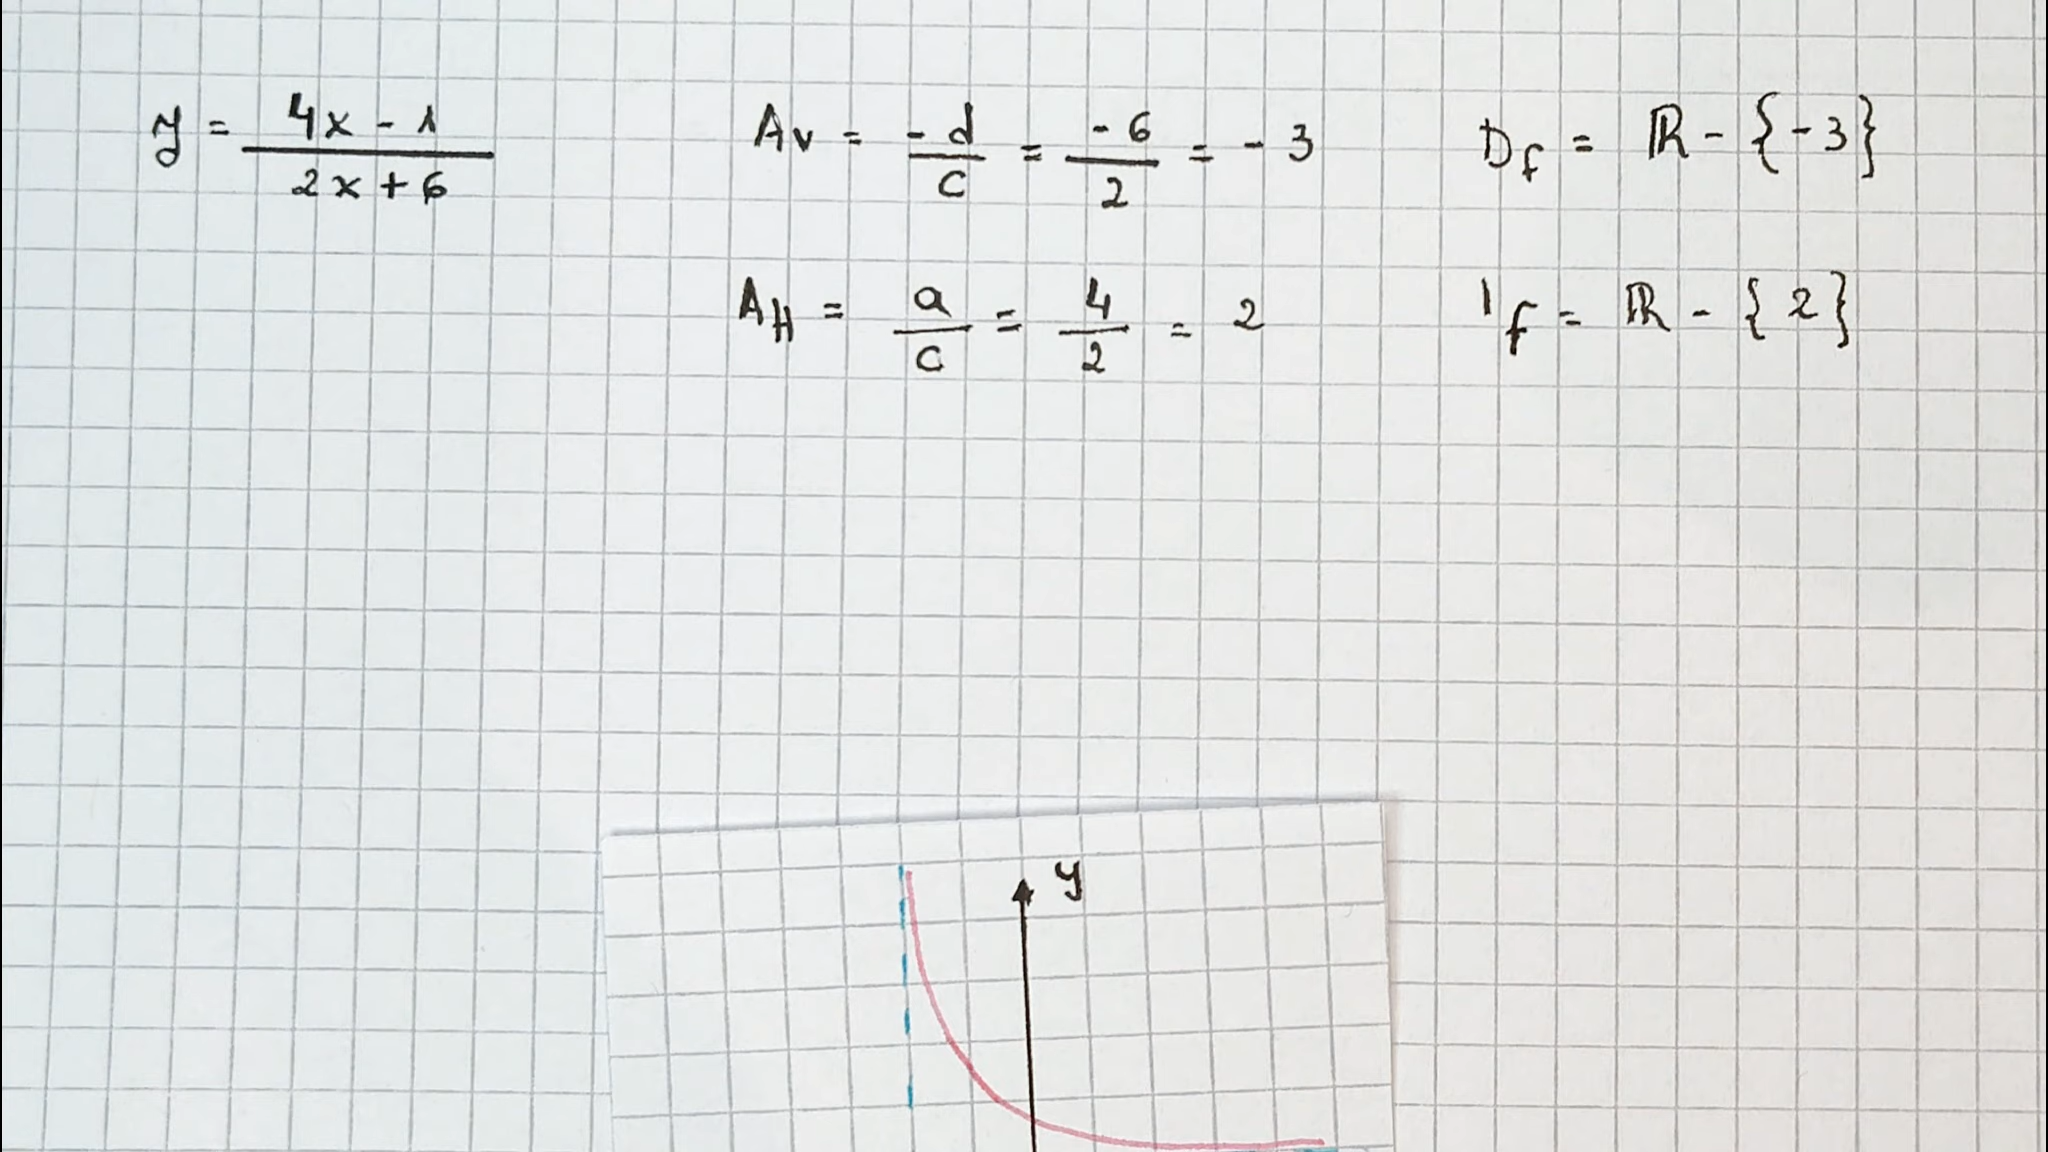 y = (4x - 1)/(2x + 6)
Av = -d/c = -6/2 = -3
Df = ℝ - {-3}
AH = a/c = 4/2 = 2
If = ℝ - {2}
y